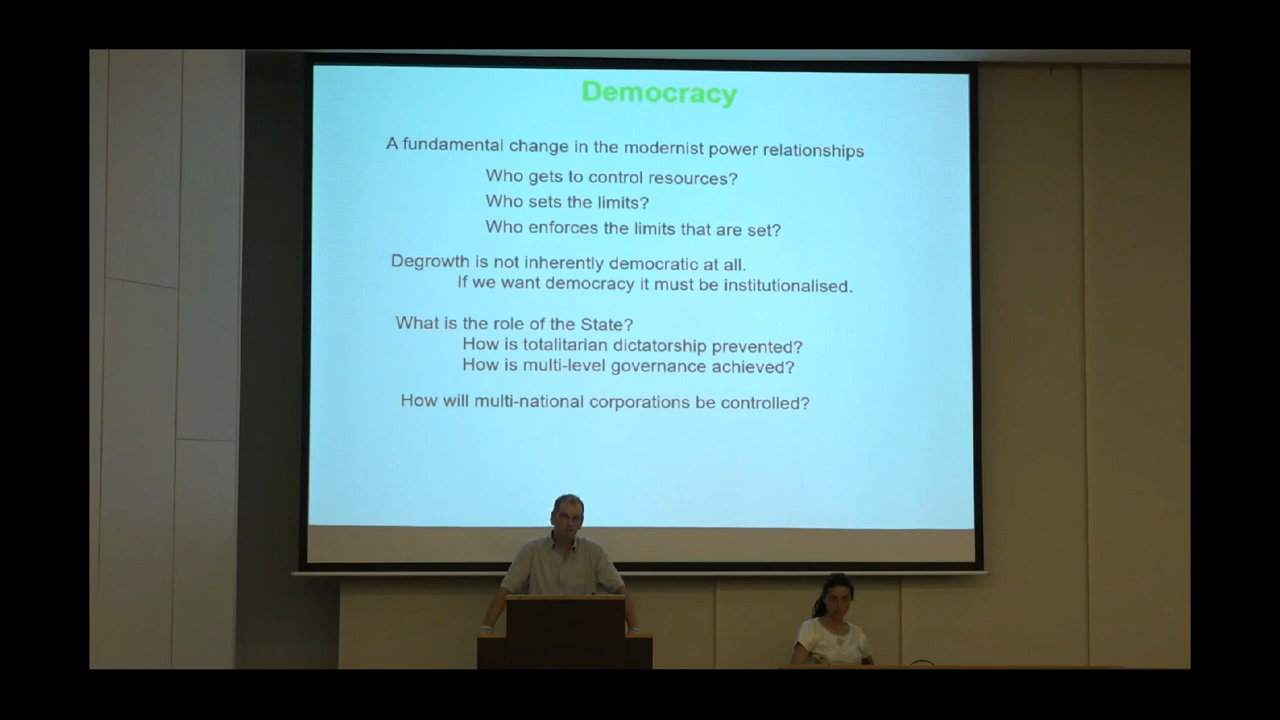 Democracy
A fundamental change in the modernist power relationships
Who gets to control resources?
Who sets the limits?
Who enforces the limits that are set?
Degrowth is not inherently democratic at all.
If we want democracy it must be institutionalised.
What is the role of the State?
How is totalitarian dictatorship prevented?
How is multi-level governance achieved?
How will multi-national corporations be controlled?